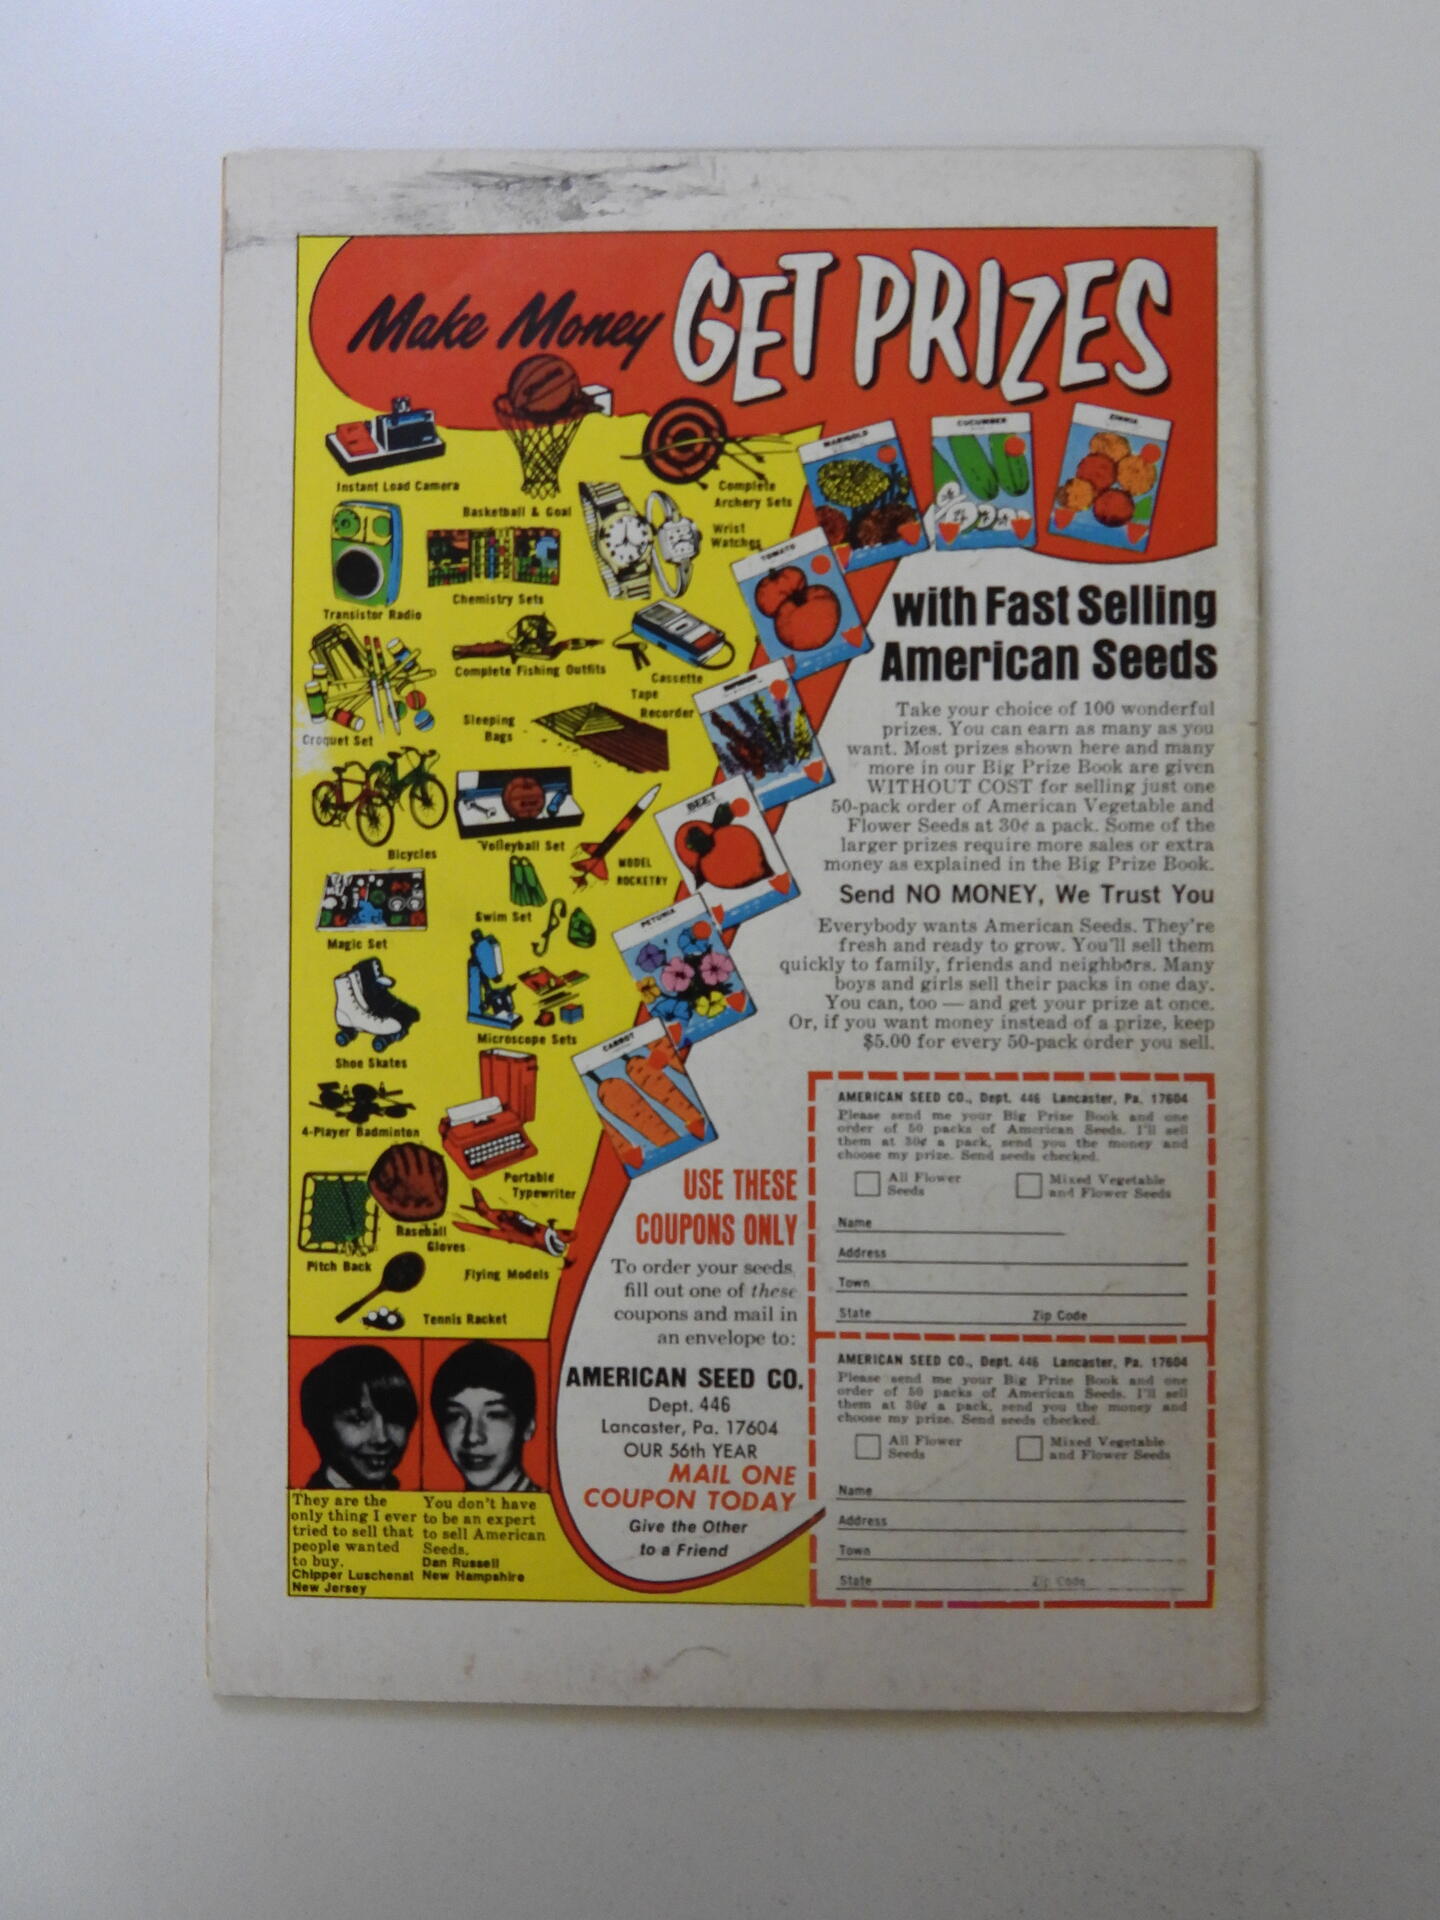 Make Money GET PRIZES
Instant Load Camera
Basketball & Goal
Complete
Archery Sets
Wrist
Watches
Transistor Radio
Chemistry Sets
Complete Fishing Outfits
Cassette
Tape
Recorder
Croquet Set
Sleeping
Bags
Bicycles
Volleyball Set
MODEL
ROCKETRY
Magic Set
Swim Set
Shoe Skates
Microscope Sets
4-Player Badminton
Portable
Typewriter
Pitch Back
Baseball
Gloves
Flying Models
Tennis Racket
MARIGOLD
CUCUMBER
ZINNIA
TOMATO
BEET
PETUNIA
CARROT
with Fast Selling
American Seeds
Take your choice of 100 wonderful
prizes. You can earn as many as you
want. Most prizes shown here and many
more in our Big Prize Book are given
WITHOUT COST for selling just one
50-pack order of American Vegetable and
Flower Seeds at 30¢ a pack. Some of the
larger prizes require more sales or extra
money as explained in the Big Prize Book.
Send NO MONEY, We Trust You
Everybody wants American Seeds. They're
fresh and ready to grow. You'll sell them
quickly to family, friends and neighbors. Many
boys and girls sell their packs in one day.
You can, too — and get your prize at once.
Or, if you want money instead of a prize, keep
$5.00 for every 50-pack order you sell.
USE THESE
COUPONS ONLY
To order your seeds
fill out one of these
coupons and mail in
an envelope to:
AMERICAN SEED CO.
Dept. 446
Lancaster, Pa. 17604
OUR 56th YEAR
MAIL ONE
COUPON TODAY
Give the Other
to a Friend
They are the
only thing I ever
tried to sell that
people wanted
to buy.
Chipper Luschenat
New Jersey
You don't have
to be an expert
to sell American
Seeds.
Dan Russell
New Hampshire
AMERICAN SEED CO., Dept. 446 Lancaster, Pa. 17604
Please send me your Big Prize Book and one
order of 50 packs of American Seeds. I'll sell
them at 30¢ a pack, send you the money and
choose my prize. Send seeds checked.
All Flower
Seeds
Mixed Vegetable
and Flower Seeds
Name
Address
Town
State Zip Code
AMERICAN SEED CO., Dept. 446 Lancaster, Pa. 17604
Please send me your Big Prize Book and one
order of 50 packs of American Seeds. I'll sell
them at 30¢ a pack, send you the money and
choose my prize. Send seeds checked.
All Flower
Seeds
Mixed Vegetable
and Flower Seeds
Name
Address
Town
State Zip Code